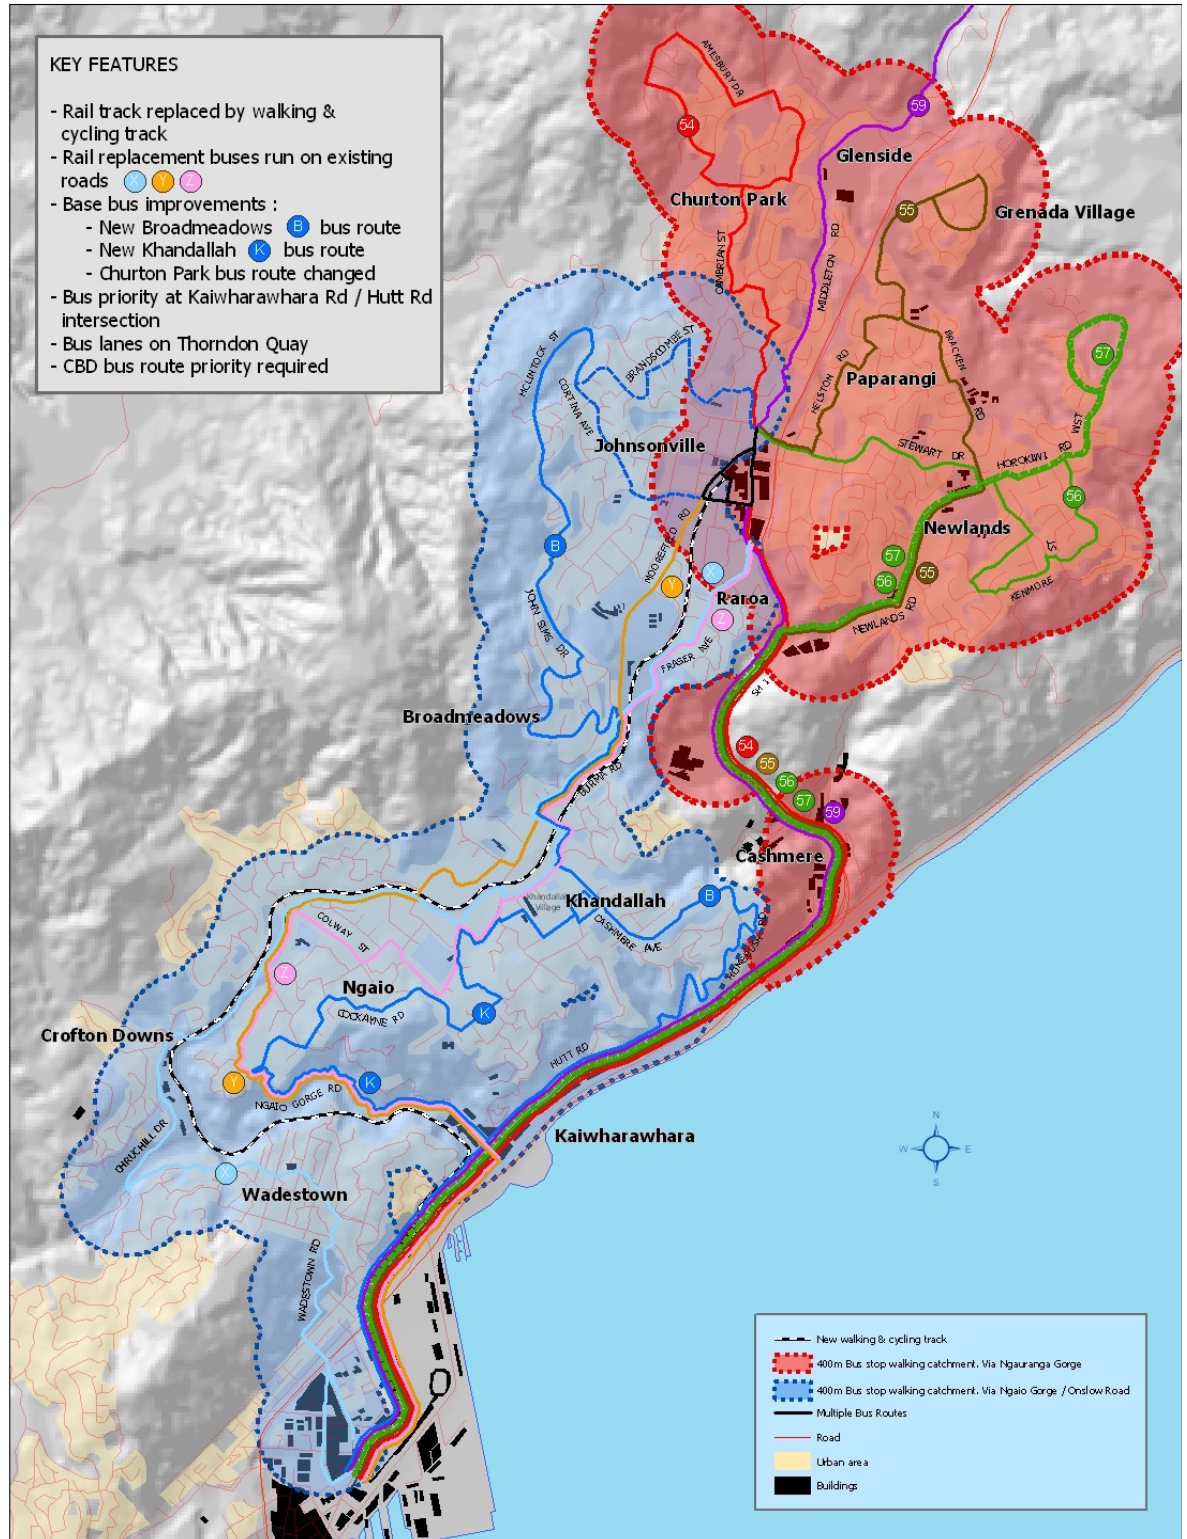 KEY FEATURES
- Rail track replaced by walking &
cycling track
- Rail replacement buses run on existing
roads X Y Z
- Base bus improvements :
- New Broadmeadows B bus route
- New Khandallah K bus route
- Churton Park bus route changed
- Bus priority at Kaiwharawhara Rd / Hutt Rd
intersection
- Bus lanes on Thorndon Quay
- CBD bus route priority required
AMESBURY DR
54
59
Glenside
Churton Park
55
Grenada Village
CAMBRIAN ST
MIDDLETON RD
MCLINTOCK ST
BRANDSCOMBE ST
CORTINA AVE
HELSTON RD
BRACKEN RD
57
Paparangi
Johnsonville
STEWART DR
HOROKIWI RD
WEST
56
Newlands
B
MOOREFIELD RD
57
55
56
X
Y
Raroa
Z
KENMORE ST
NEWLANDS RD
JOHN SIMS DR
FRASER AVE
SH 1
Broadmeadows
BURMA RD
54
55
56
57
59
Cashmere
Khandallah
Village
Khandallah
B
CASHMERE AVE
HOMEBUSH RD
COLWAY ST
Z
Ngaio
COCKAYNE RD
K
Crofton Downs
HUTT RD
Y
K
NGAIO GORGE RD
CHRUCHILL DR
Kaiwharawhara
X
Wadestown
WADESTOWN RD
N
W
E
S
New walking & cycling track
400m Bus stop walking catchment. Via Ngauranga Gorge
400m Bus stop walking catchment. Via Ngaio Gorge / Onslow Road
Multiple Bus Routes
Road
Urban area
Buildings